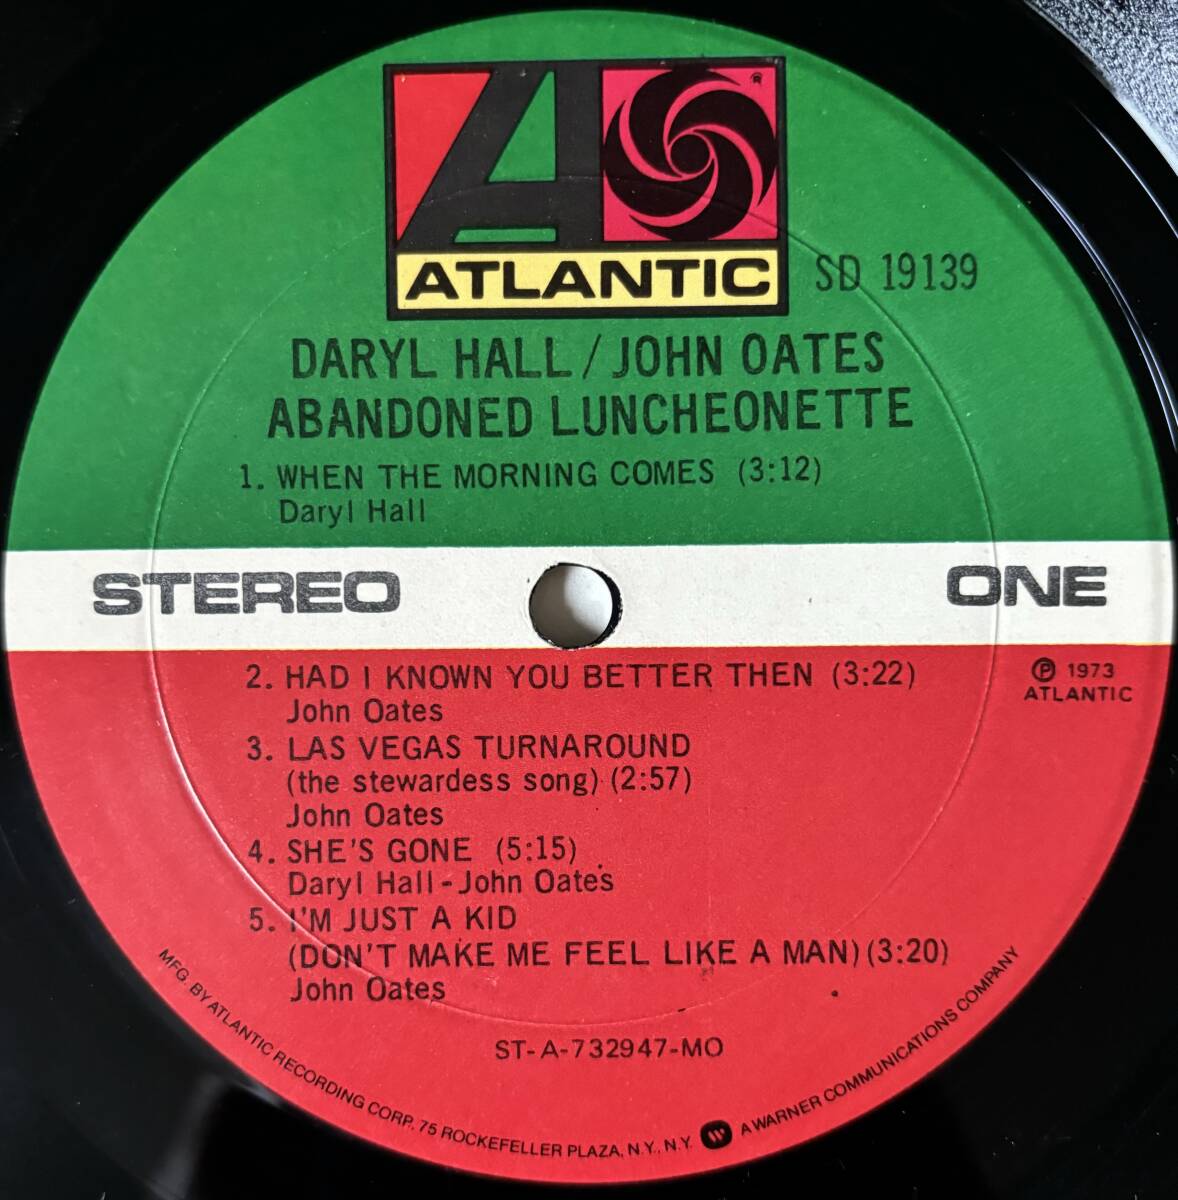 ATLANTIC
®
SD 19139
DARYL HALL / JOHN OATES
ABANDONED LUNCHEONETTE
1. WHEN THE MORNING COMES (3:12)
Daryl Hall
STEREO
ONE
2. HAD I KNOWN YOU BETTER THEN (3:22)
John Oates
℗ 1973
ATLANTIC
3. LAS VEGAS TURNAROUND
(the stewardess song) (2:57)
John Oates
4. SHE'S GONE (5:15)
Daryl Hall-John Oates
5. I'M JUST A KID
(DON'T MAKE ME FEEL LIKE A MAN) (3:20)
John Oates
ST-A-732947-MO
MFG. BY ATLANTIC RECORDING CORP. 75 ROCKEFELLER PLAZA, N.Y., N.Y. A WARNER COMMUNICATIONS COMPANY